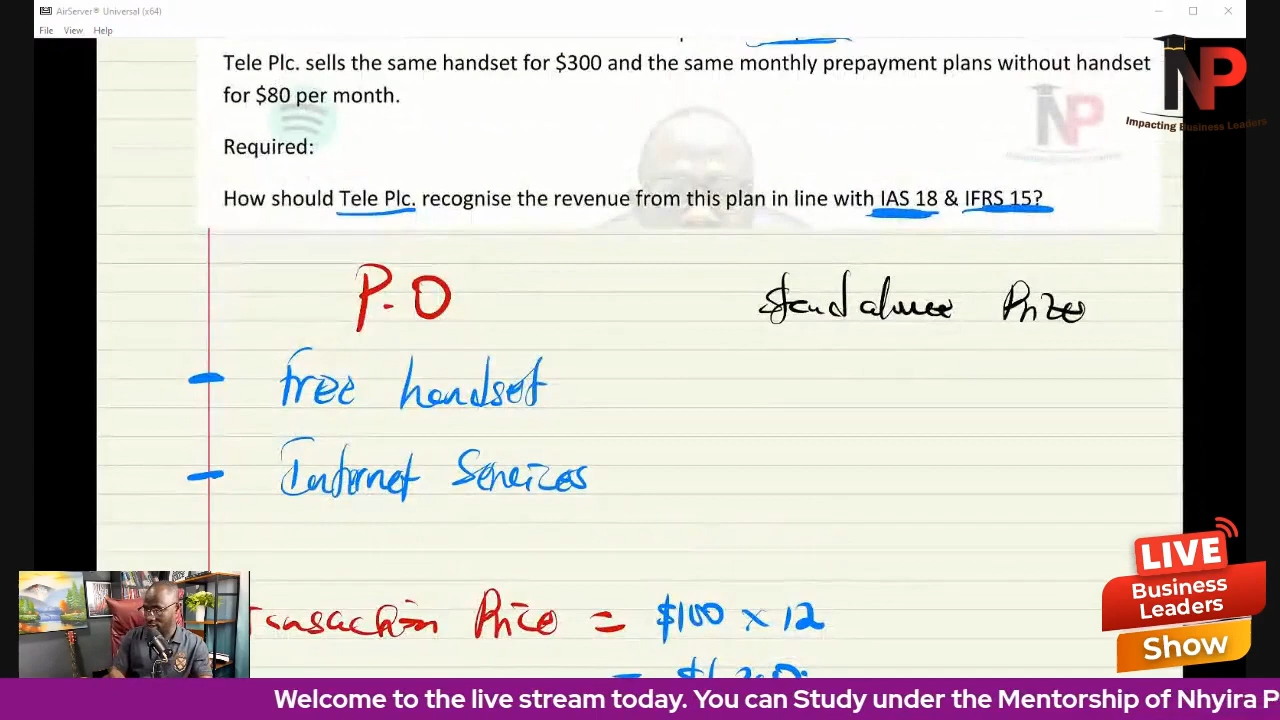 AirServer® Universal (x64)
File View Help
Tele Plc. sells the same handset for $300 and the same monthly prepayment plans without handset
for $80 per month.
Required:
How should Tele Plc. recognise the revenue from this plan in line with IAS 18 & IFRS 15?
NP
Impacting Business Leaders
NP
P.O
Standalone Price
- Free handset
- Internet Services
Transaction Price = $100 x 12
LIVE
Business
Leaders
Show
Welcome to the live stream today. You can Study under the Mentorship of Nhyira P